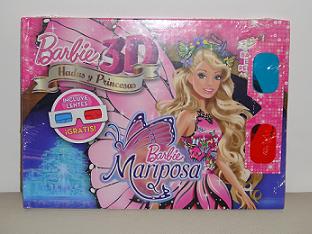 Barbie 3D
Hadas y Princesas
INCLUYE
LENTES
¡GRATIS!
Barbie
Mariposa